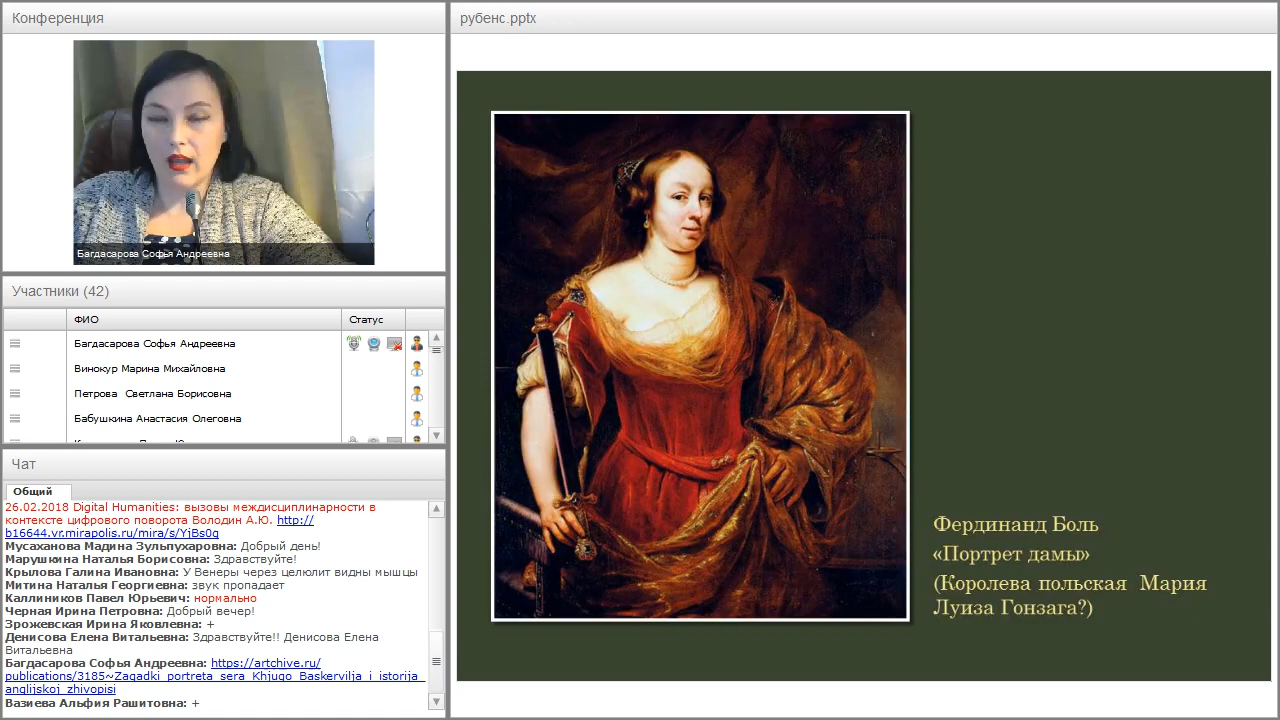 Конференция
Багдасарова Софья Андреевна
Участники (42)
ФИО
Статус
Багдасарова Софья Андреевна
Винокур Марина Михайловна
Петрова Светлана Борисовна
Бабушкина Анастасия Олеговна
Чат
Общий
26.02.2018 Digital Humanities: вызовы междисциплинарности в
контексте цифрового поворота Володин А.Ю. http://
b16644.vr.mirapolis.ru/mira/s/YjBs0q
Мусаханова Мадина Зульпухаровна: Добрый день!
Марушкина Наталья Борисовна: Здравствуйте!
Крылова Галина Ивановна: У Венеры через целюлит видны мышцы
Митина Наталья Георгиевна: звук пропадает
Каллиников Павел Юрьевич: нормально
Черная Ирина Петровна: Добрый вечер!
Зрожевская Ирина Яковлевна: +
Денисова Елена Витальевна: Здравствуйте!! Денисова Елена
Витальевна
Багдасарова Софья Андреевна: https://artchive.ru/
publications/3185~Zagadki_portreta_sera_Khjugo_Baskervilja_i_istorija_
anglijskoj_zhivopisi
Вазиева Альфия Рашитовна: +
рубенс.pptx
Фердинанд Боль
«Портрет дамы»
(Королева польская Мария
Луиза Гонзага?)